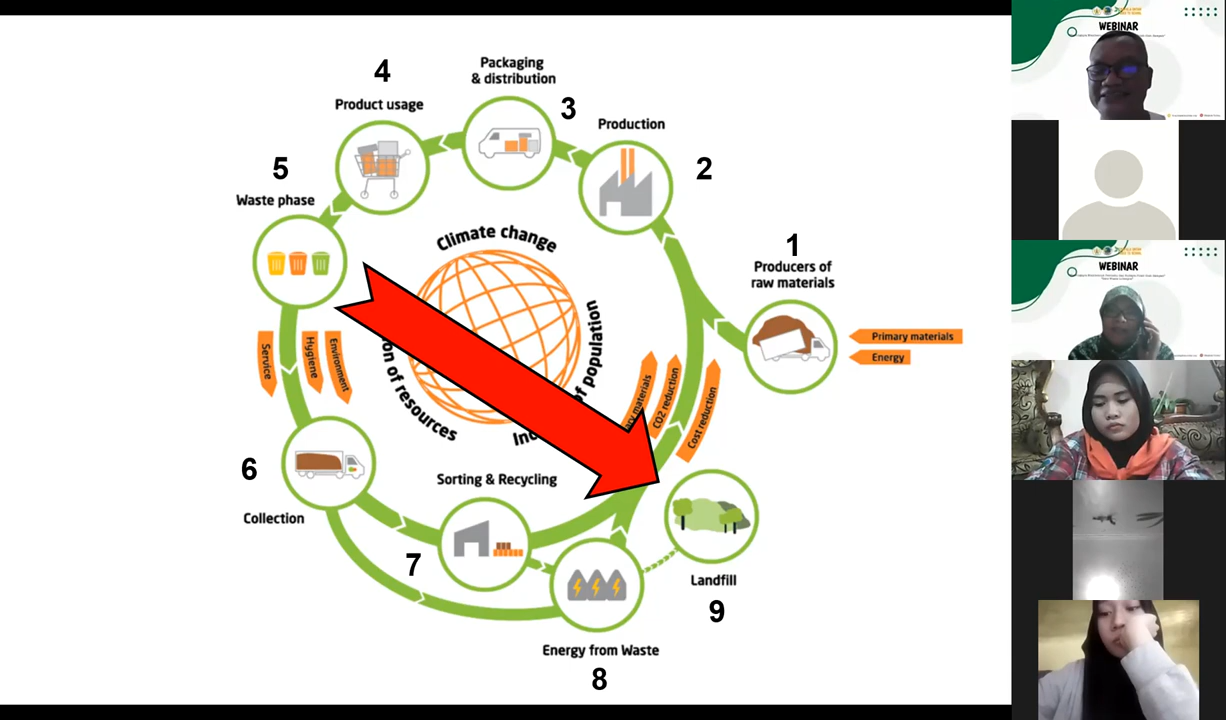 4
Packaging
& distribution
Product usage
3
Production
5
2
Waste phase
Climate change
1
Producers of
raw materials
Primary materials
Energy
Service
Hygiene
Environment
of population
on of resources
materials
CO2 reduction
Cost reduction
6
Collection
Sorting & Recycling
7
Landfill
9
Energy from Waste
8
WEBINAR
WEBINAR